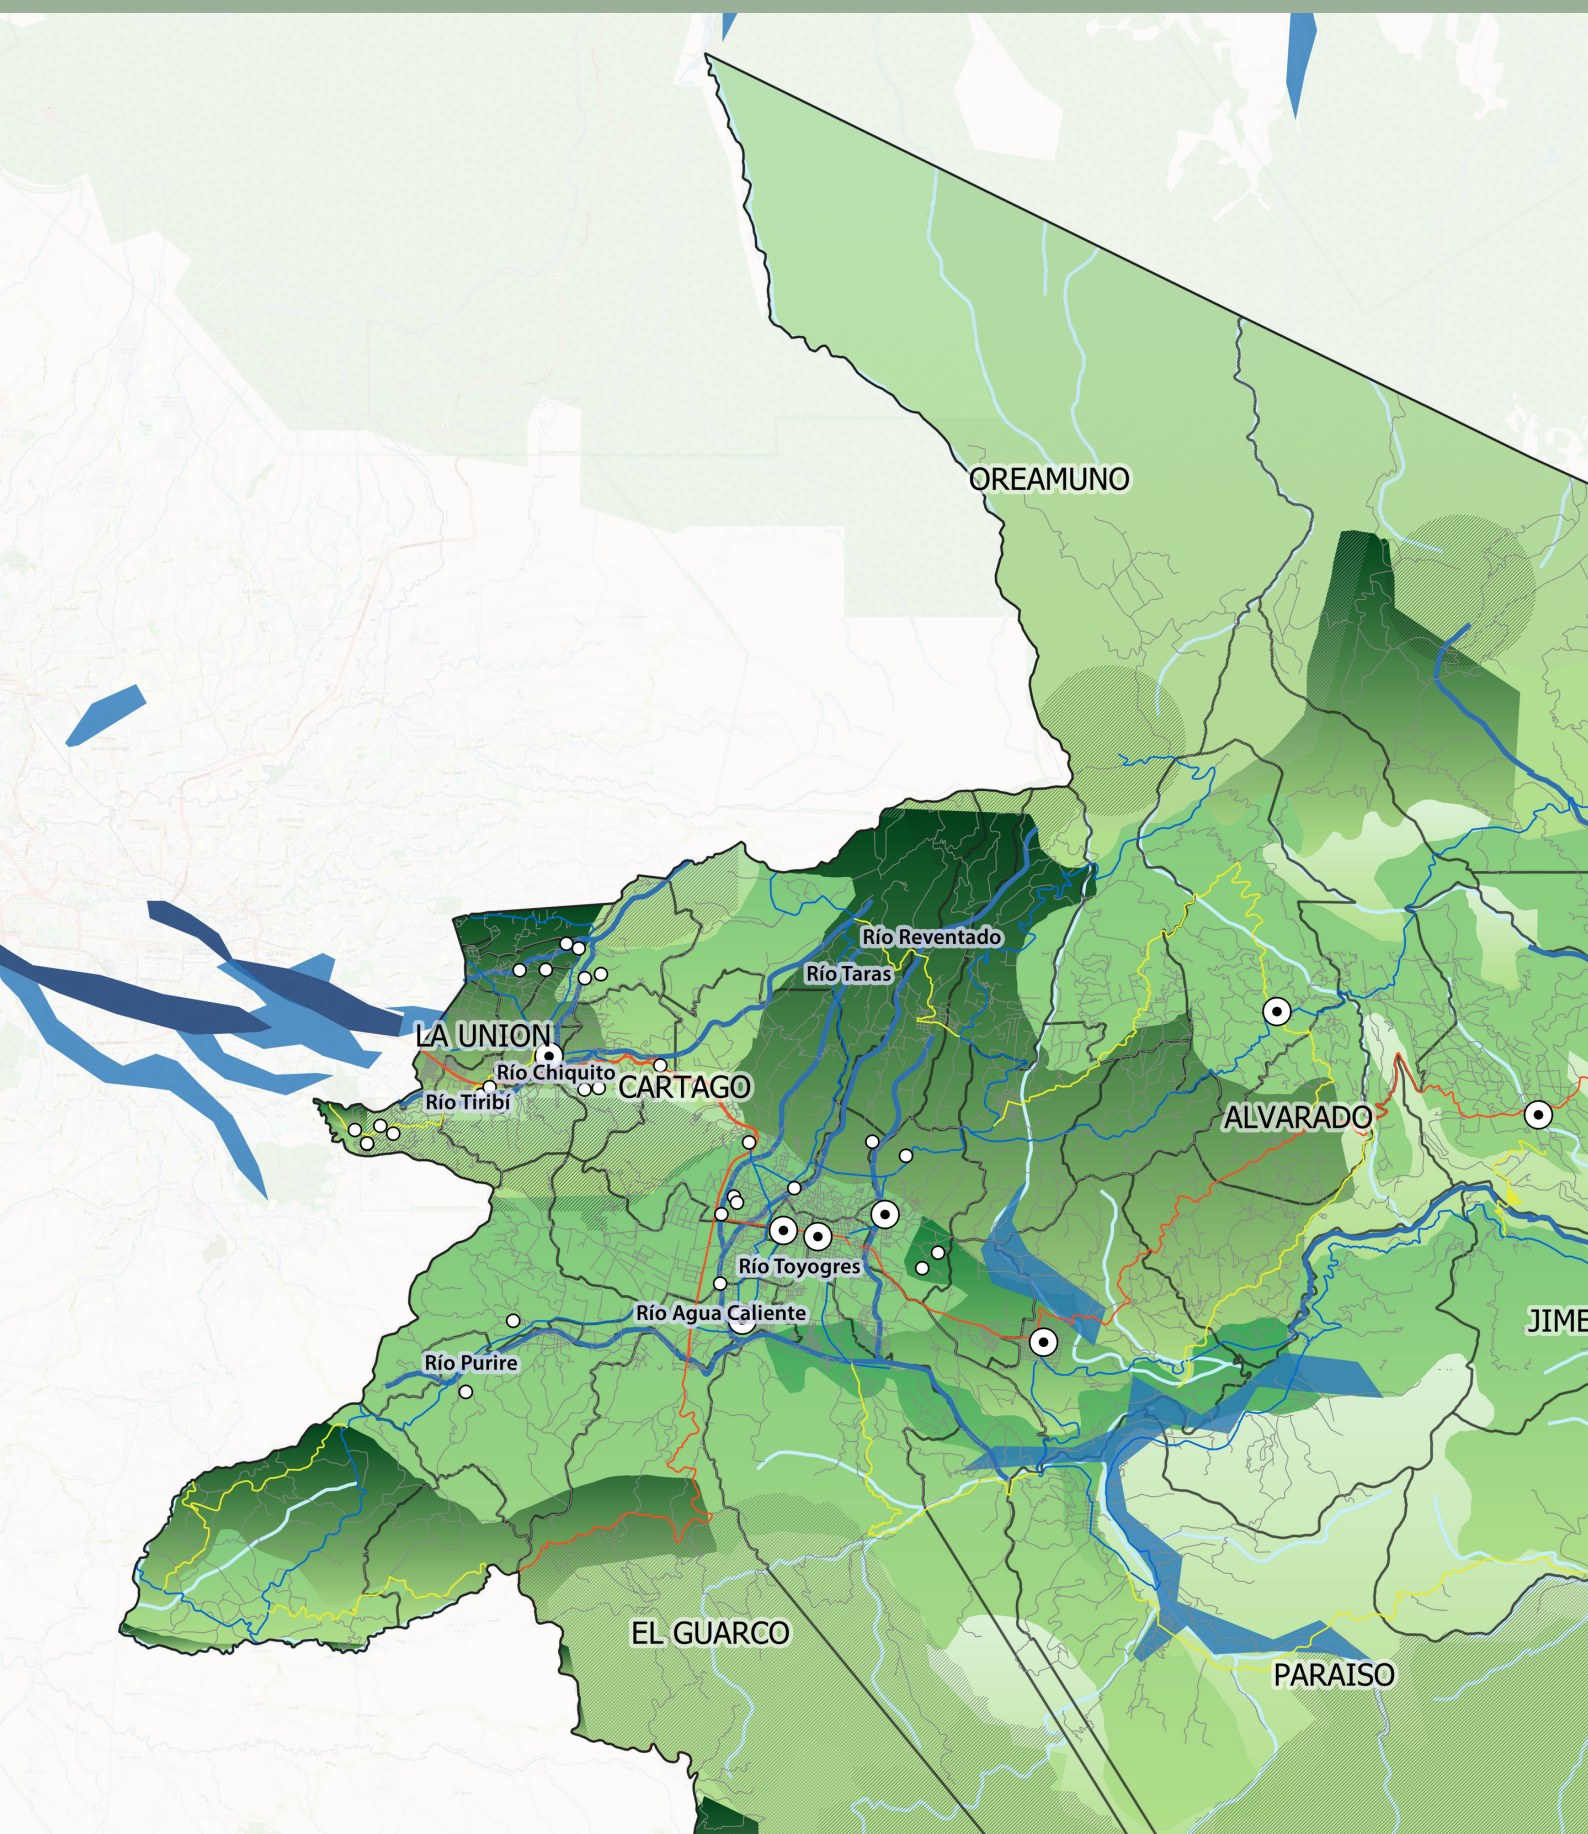 OREAMUNO
Río Reventado
Río Taras
LA UNION
Río Chiquito
CARTAGO
Río Tiribí
ALVARADO
Río Toyogres
Río Agua Caliente
JIME
Río Purire
EL GUARCO
PARAISO